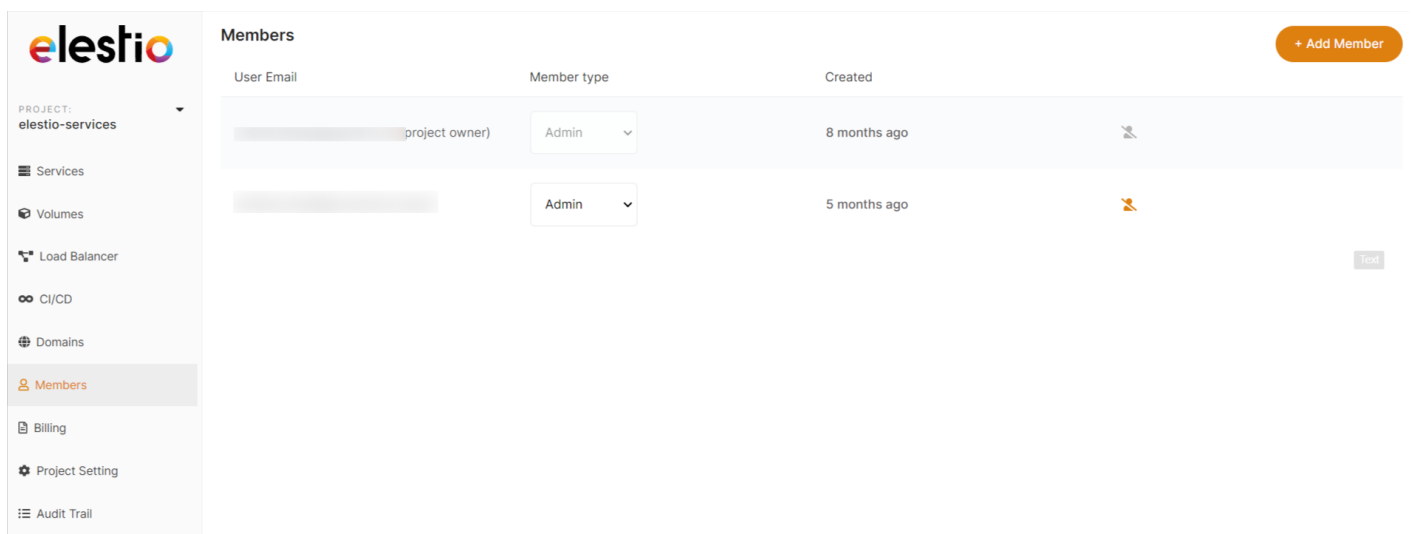 elestio
PROJECT:
elestio-services
Services
Volumes
Load Balancer
CI/CD
Domains
Members
Billing
Project Setting
Audit Trail
Members
+ Add Member
User Email Member type Created
project owner) Admin 8 months ago
Admin 5 months ago
Text